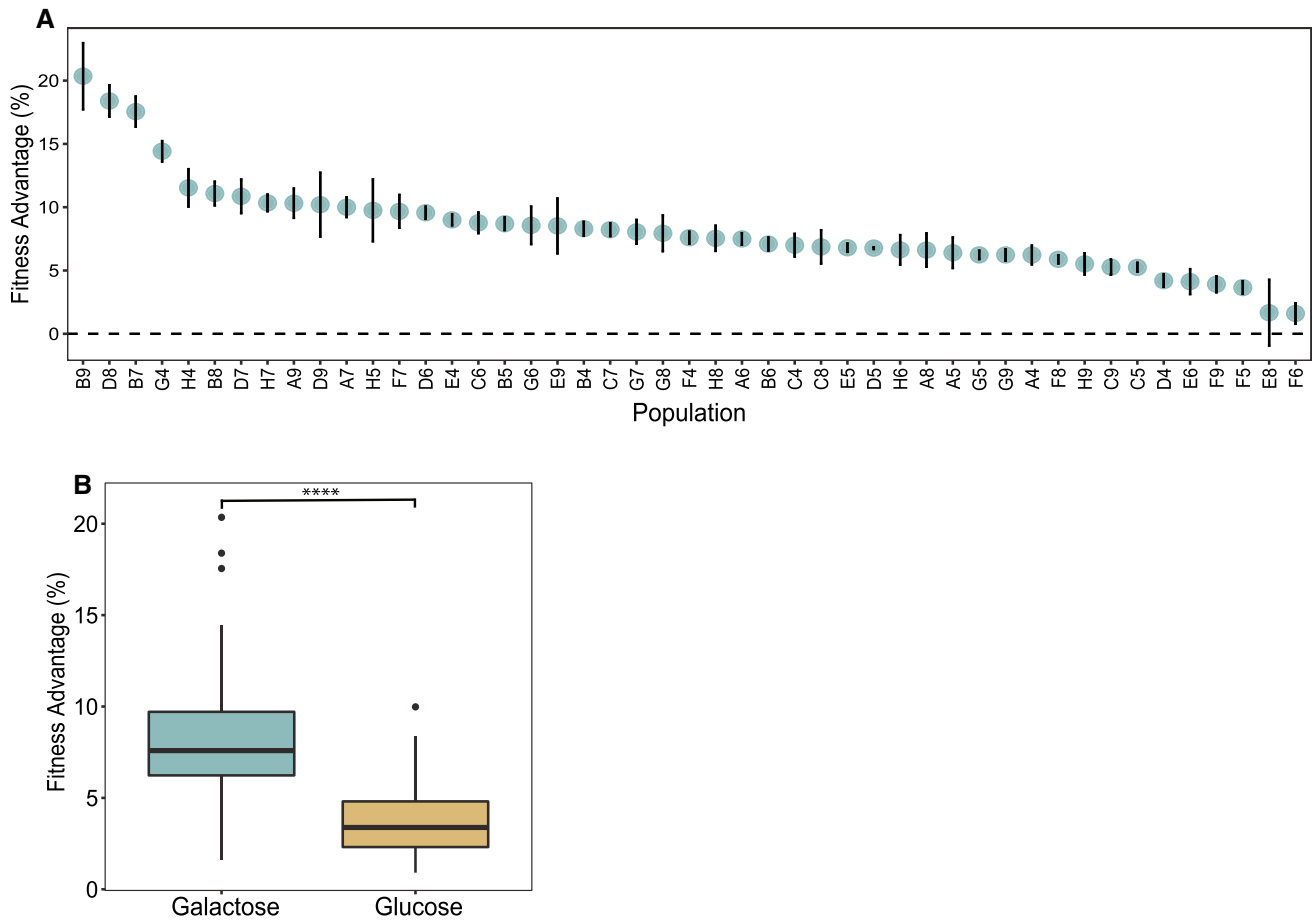 A
Fitness Advantage (%)
20
15
10
5
0
B9 D8 B7 G4 H4 B8 D7 H7 A9 D9 A7 H5 F7 D6 E4 C6 B5 G6 E9 B4 C7 G7 G8 F4 H8 A6 B6 C4 C8 E5 D5 H6 A8 A5 G5 G9 A4 F8 H9 C9 C5 D4 E6 F9 F5 E8 F6
Population
B
****
Fitness Advantage (%)
20
15
10
5
0
Galactose Glucose